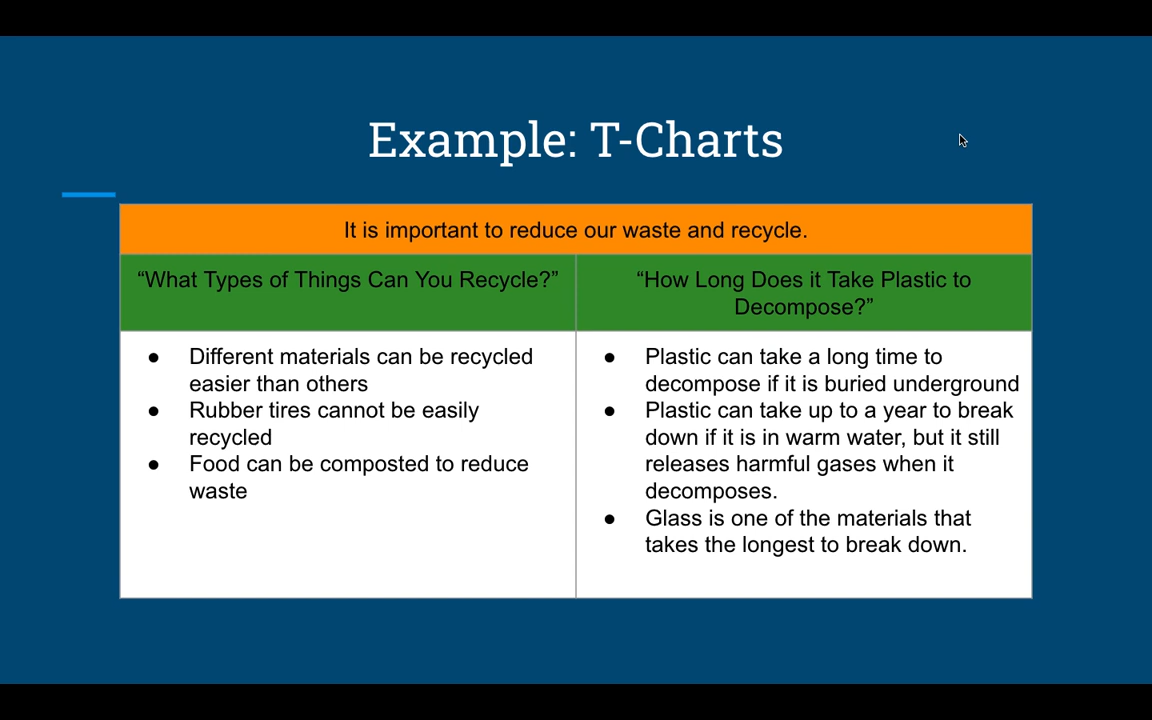 Example: T-Charts
It is important to reduce our waste and recycle.
“What Types of Things Can You Recycle?”
“How Long Does it Take Plastic to
Decompose?”
● Different materials can be recycled
easier than others
● Rubber tires cannot be easily
recycled
● Food can be composted to reduce
waste
● Plastic can take a long time to
decompose if it is buried underground
● Plastic can take up to a year to break
down if it is in warm water, but it still
releases harmful gases when it
decomposes.
● Glass is one of the materials that
takes the longest to break down.